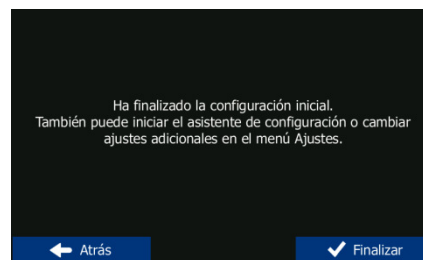 Ha finalizado la configuración inicial.
También puede iniciar el asistente de configuración o cambiar
ajustes adicionales en el menú Ajustes.
Atrás
Finalizar